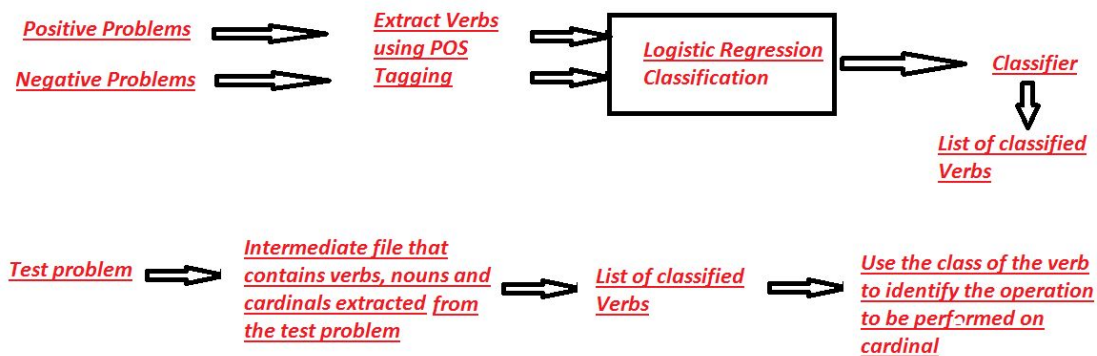 Positive Problems
Negative Problems
Extract Verbs
using POS
Tagging
Logistic Regression
Classification
Classifier
List of classified
Verbs
Test problem
Intermediate file that
contains verbs, nouns and
cardinals extracted from
the test problem
List of classified
Verbs
Use the class of the verb
to identify the operation
to be performed on
cardinal